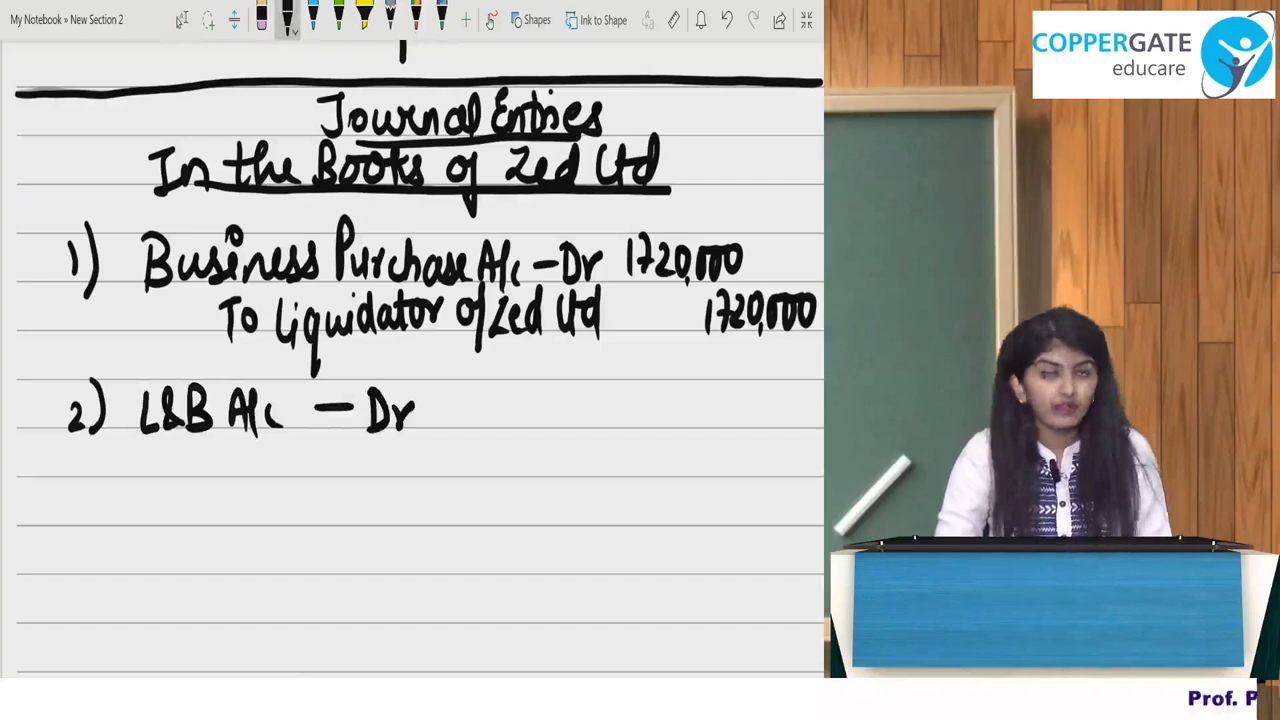 My Notebook » New Section 2
Shapes
Ink to Shape
COPPERGATE
educare
Journal Entries
In the Books of Zed Ltd
1) Business Purchase A/c - Dr 1720,000
To Liquidator of Zed Ltd 1720,000
2) L&B A/c - Dr
Prof. P